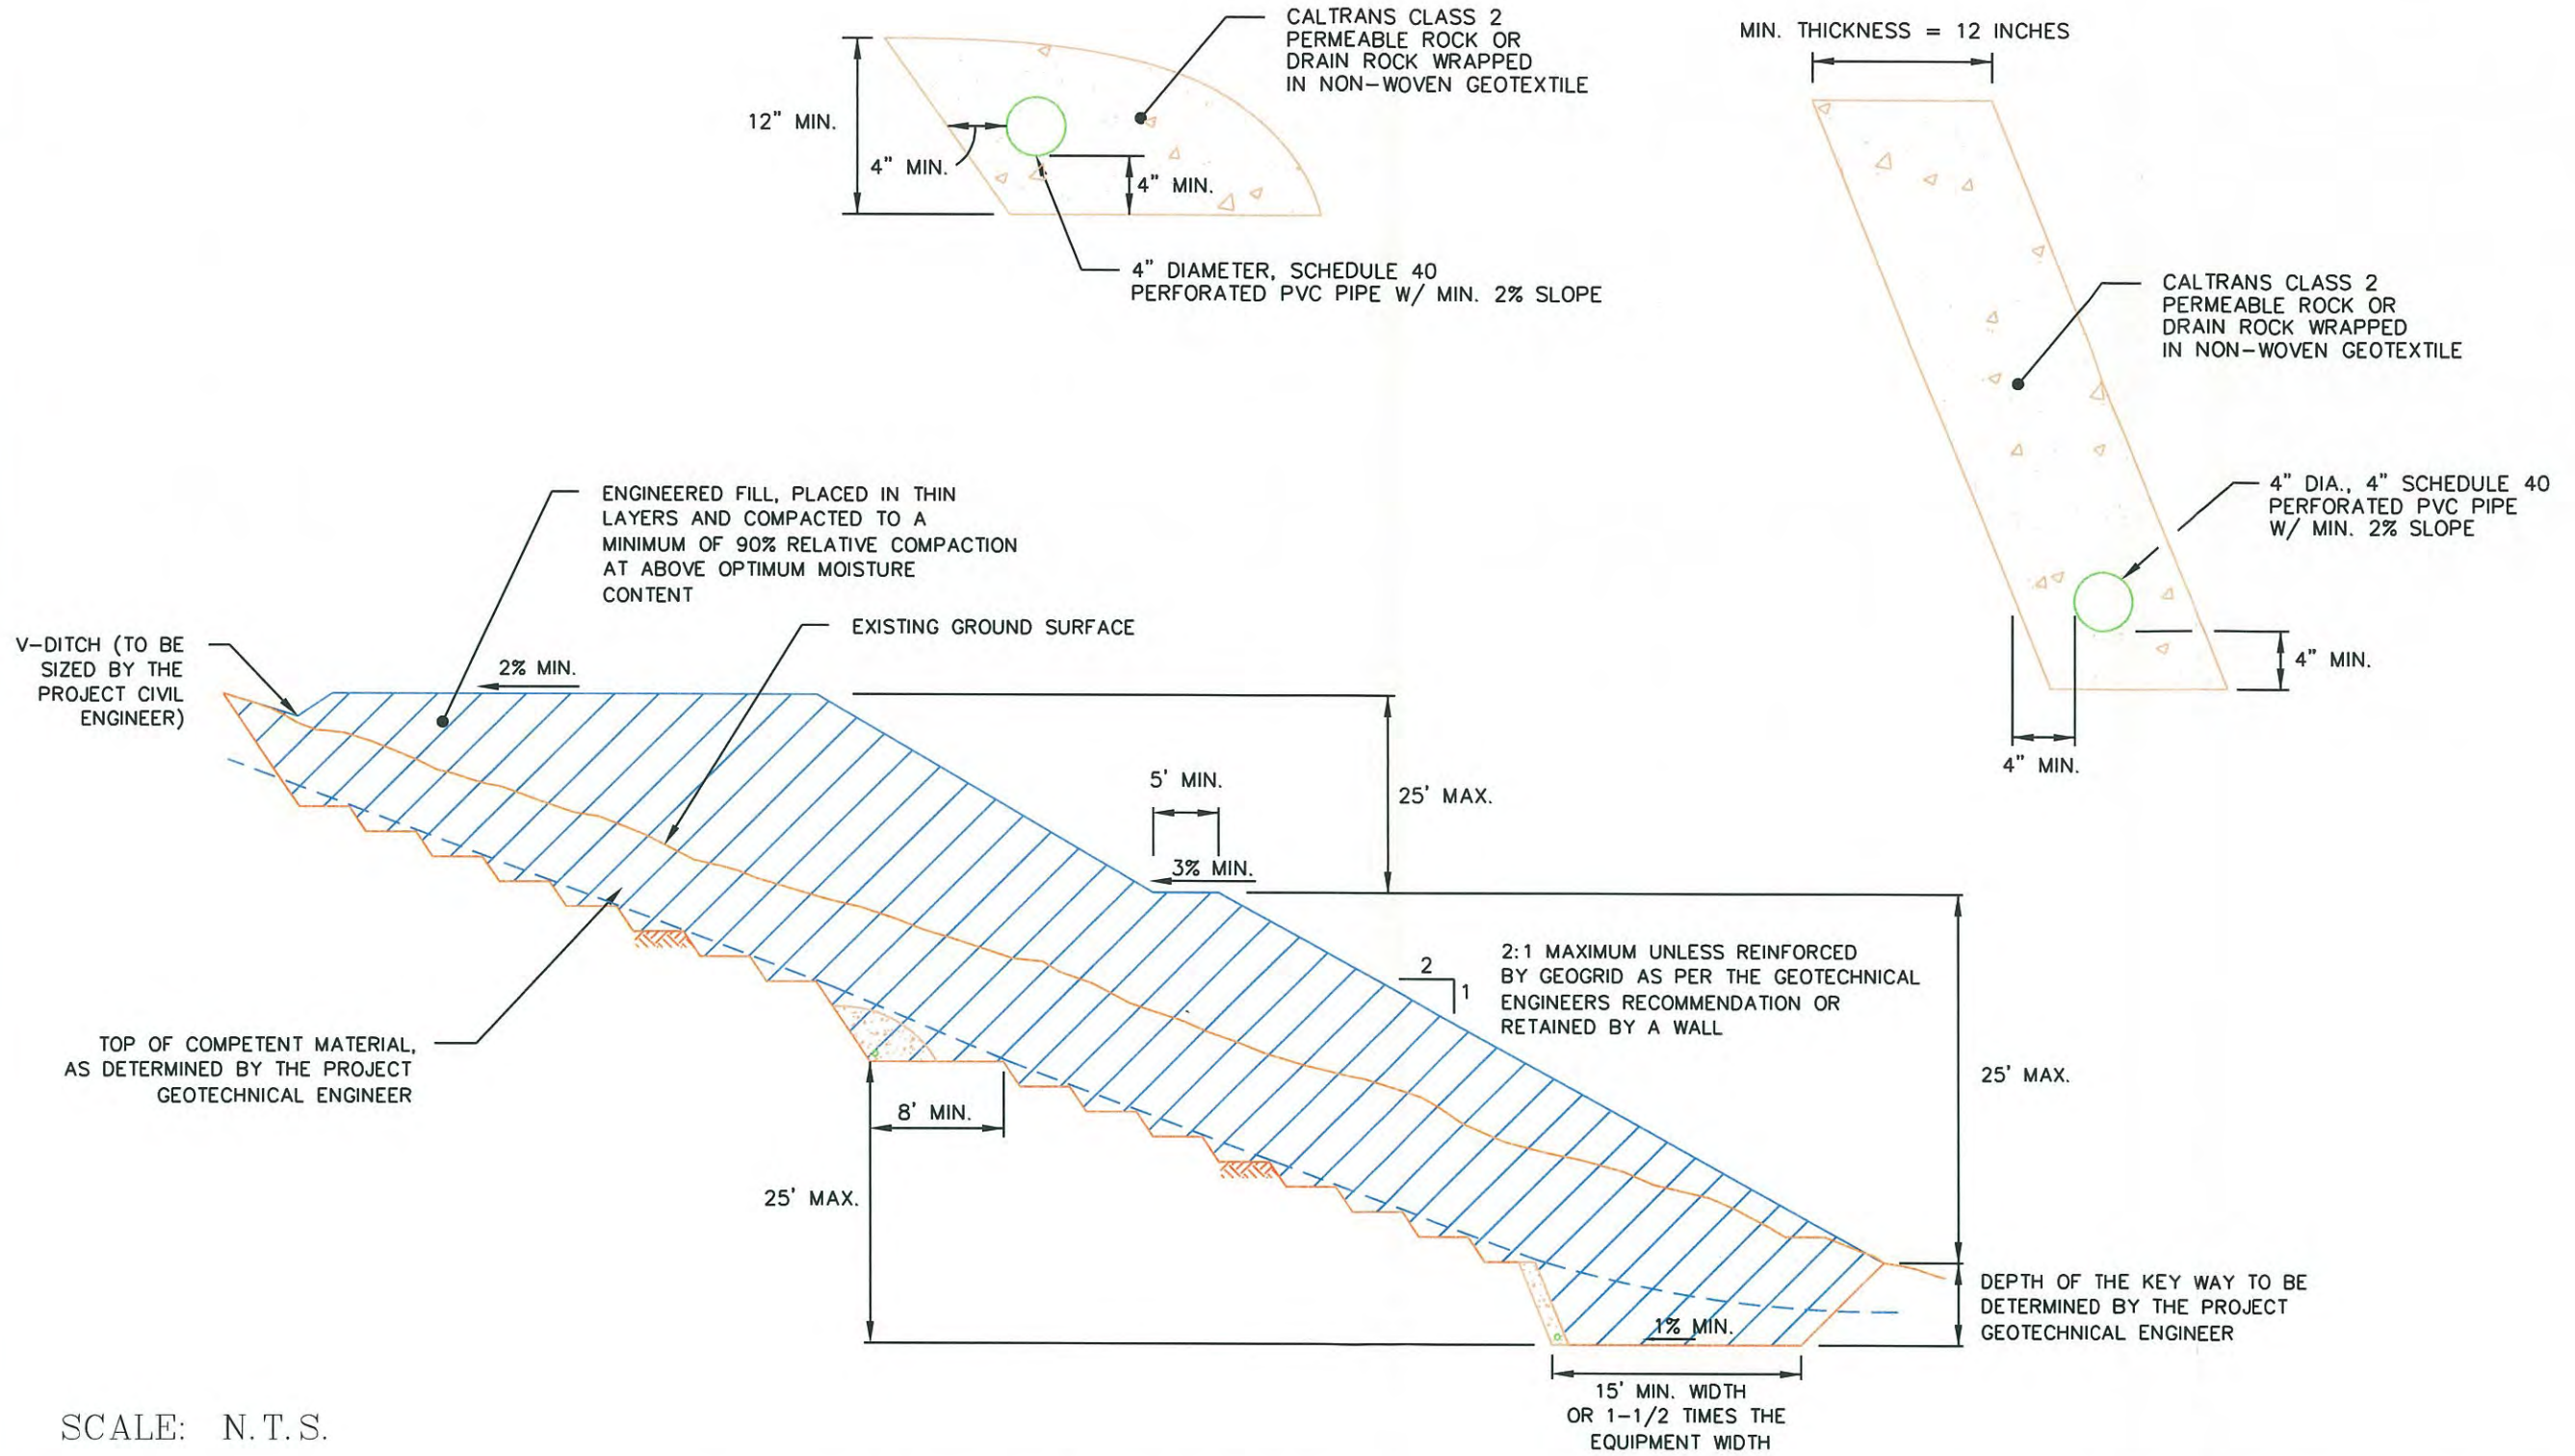 CALTRANS CLASS 2
PERMEABLE ROCK OR
DRAIN ROCK WRAPPED
IN NON-WOVEN GEOTEXTILE
12" MIN.
4" MIN.
4" MIN.
4" DIAMETER, SCHEDULE 40
PERFORATED PVC PIPE W/ MIN. 2% SLOPE
MIN. THICKNESS = 12 INCHES
CALTRANS CLASS 2
PERMEABLE ROCK OR
DRAIN ROCK WRAPPED
IN NON-WOVEN GEOTEXTILE
4" DIA., 4" SCHEDULE 40
PERFORATED PVC PIPE
W/ MIN. 2% SLOPE
4" MIN.
4" MIN.
ENGINEERED FILL, PLACED IN THIN
LAYERS AND COMPACTED TO A
MINIMUM OF 90% RELATIVE COMPACTION
AT ABOVE OPTIMUM MOISTURE
CONTENT
EXISTING GROUND SURFACE
V-DITCH (TO BE
SIZED BY THE
PROJECT CIVIL
ENGINEER)
2% MIN.
5' MIN.
3% MIN.
25' MAX.
2
1
2:1 MAXIMUM UNLESS REINFORCED
BY GEOGRID AS PER THE GEOTECHNICAL
ENGINEERS RECOMMENDATION OR
RETAINED BY A WALL
25' MAX.
TOP OF COMPETENT MATERIAL,
AS DETERMINED BY THE PROJECT
GEOTECHNICAL ENGINEER
8' MIN.
25' MAX.
1% MIN.
DEPTH OF THE KEY WAY TO BE
DETERMINED BY THE PROJECT
GEOTECHNICAL ENGINEER
15' MIN. WIDTH
OR 1-1/2 TIMES THE
EQUIPMENT WIDTH
SCALE: N.T.S.